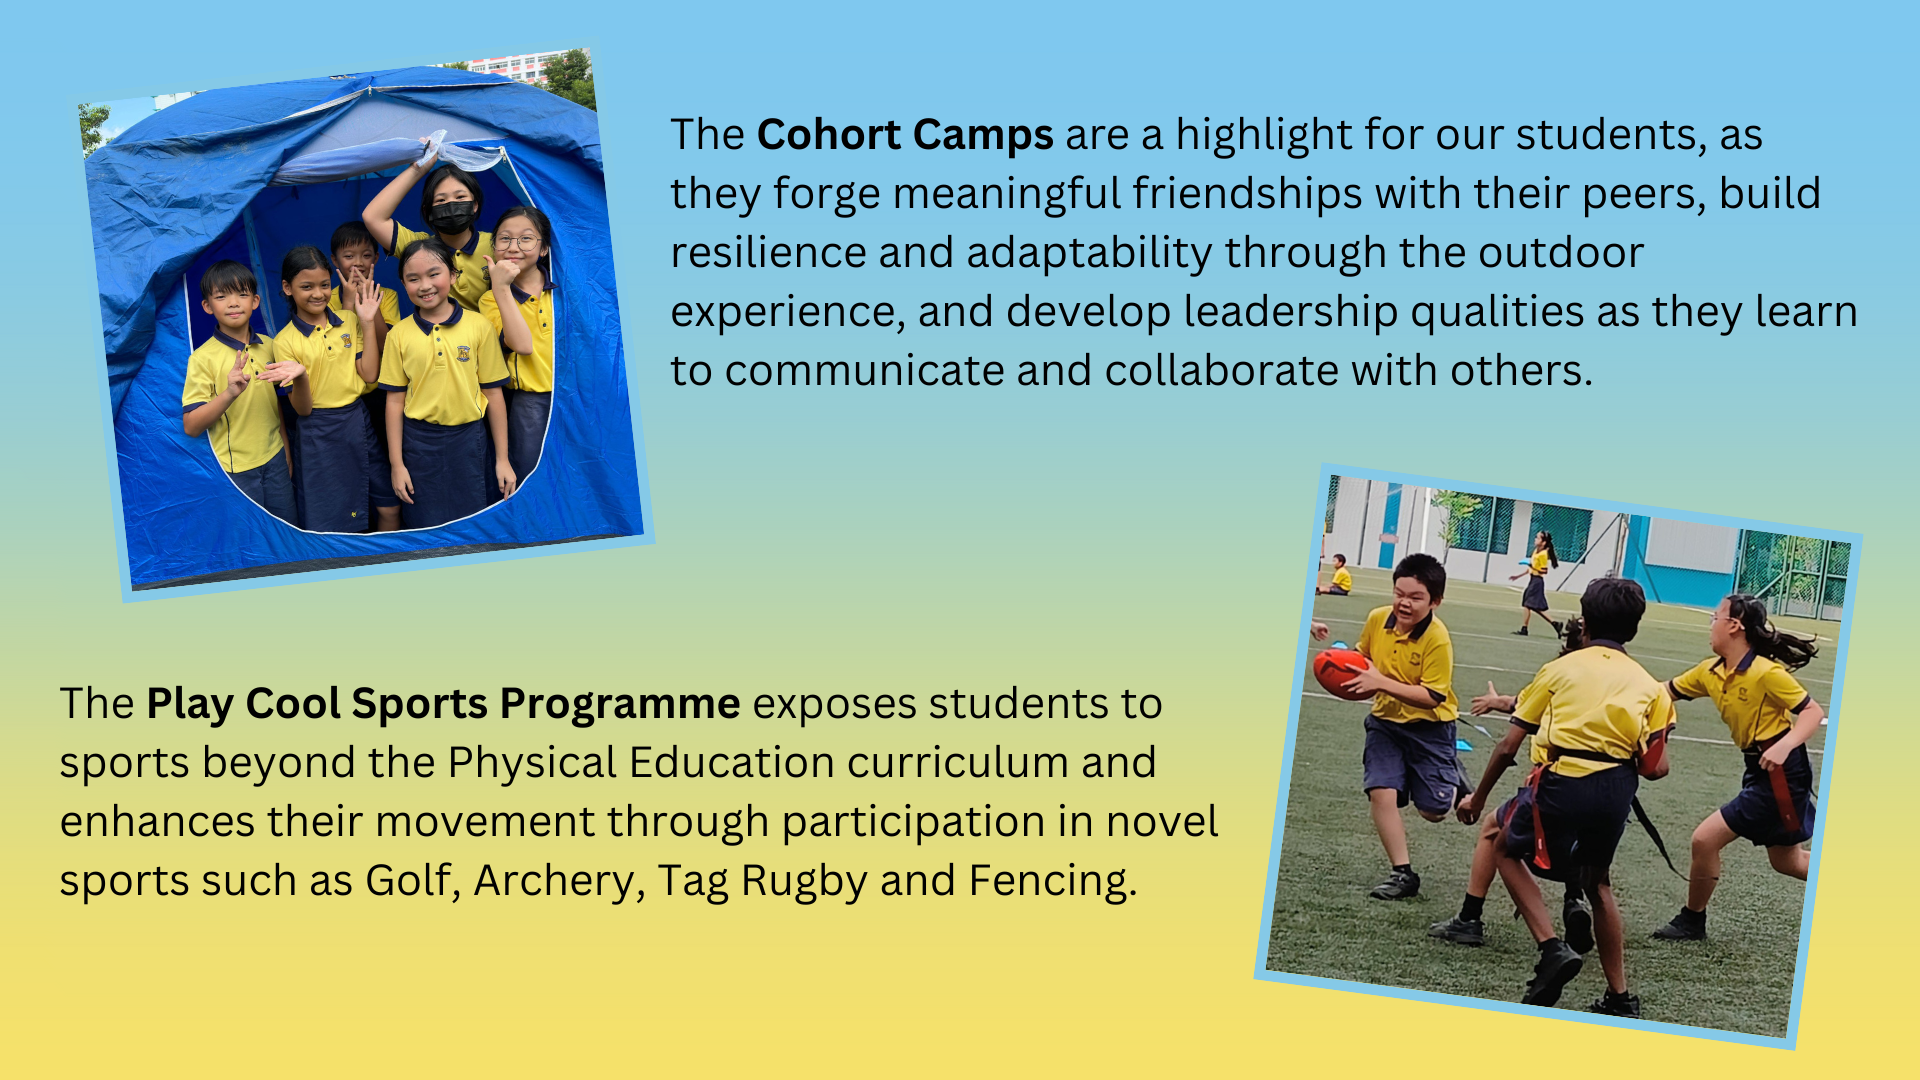 The Cohort Camps are a highlight for our students, as
they forge meaningful friendships with their peers, build
resilience and adaptability through the outdoor
experience, and develop leadership qualities as they learn
to communicate and collaborate with others.
The Play Cool Sports Programme exposes students to
sports beyond the Physical Education curriculum and
enhances their movement through participation in novel
sports such as Golf, Archery, Tag Rugby and Fencing.